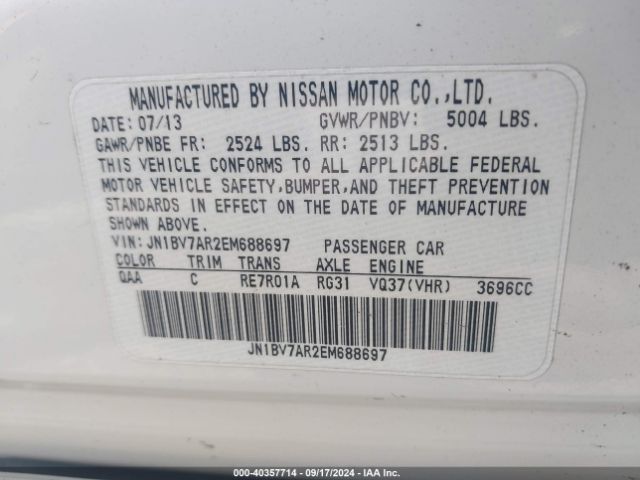 MANUFACTURED BY NISSAN MOTOR CO.,LTD.
DATE: 07/13 GVWR/PNBV: 5004 LBS.
GAWR/PNBE FR: 2524 LBS. RR: 2513 LBS.
THIS VEHICLE CONFORMS TO ALL APPLICABLE FEDERAL
MOTOR VEHICLE SAFETY,BUMPER,AND THEFT PREVENTION
STANDARDS IN EFFECT ON THE DATE OF MANUFACTURE
SHOWN ABOVE.
VIN: JN1BV7AR2EM688697 PASSENGER CAR
COLOR TRIM TRANS AXLE ENGINE
QAA C RE7R01A RG31 VQ37(VHR) 3696CC
JN1BV7AR2EM688697
000-40357714 - 09/17/2024 - IAAI.COM